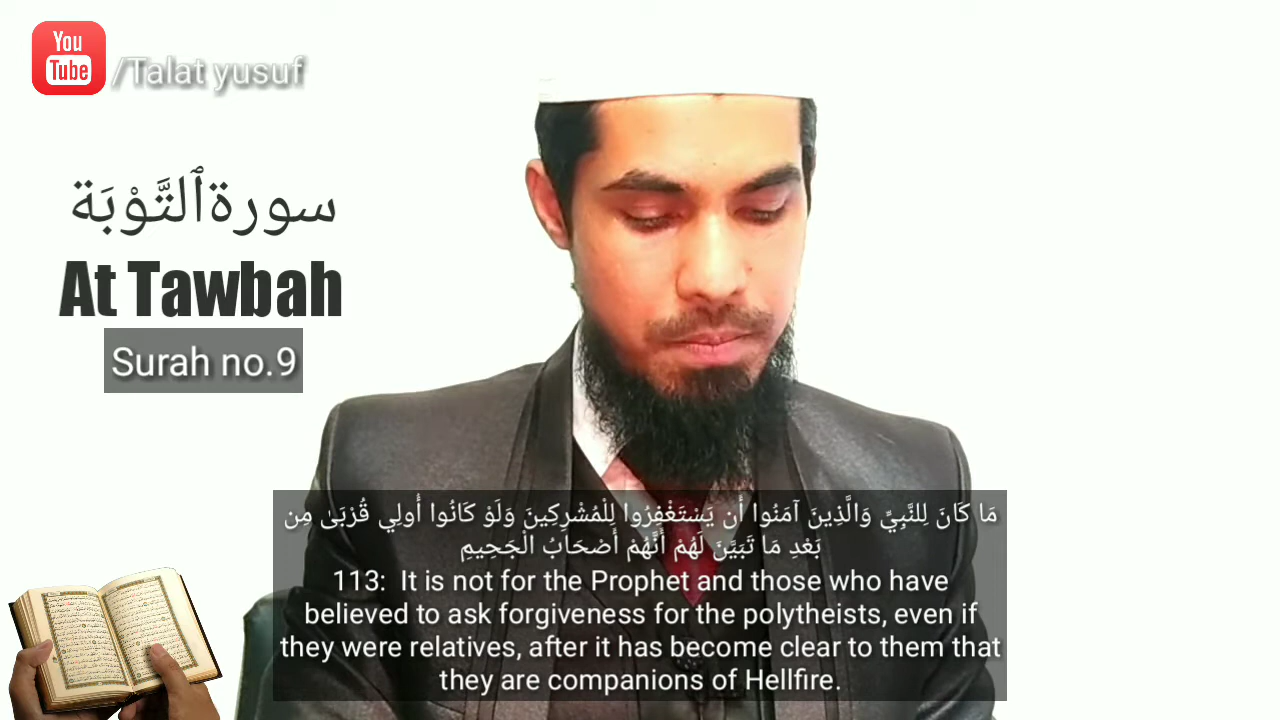 You
Tube
/Talat yusuf
سورةٱلتَّوْبَة
At Tawbah
Surah no.9
مَا كَانَ لِلنَّبِيِّ وَالَّذِينَ آمَنُوا أَن يَسْتَغْفِرُوا لِلْمُشْرِكِينَ وَلَوْ كَانُوا أُولِي قُرْبَىٰ مِن
بَعْدِ مَا تَبَيَّنَ لَهُمْ أَنَّهُمْ أَصْحَابُ الْجَحِيمِ
113:  It is not for the Prophet and those who have
believed to ask forgiveness for the polytheists, even if
they were relatives, after it has become clear to them that
they are companions of Hellfire.